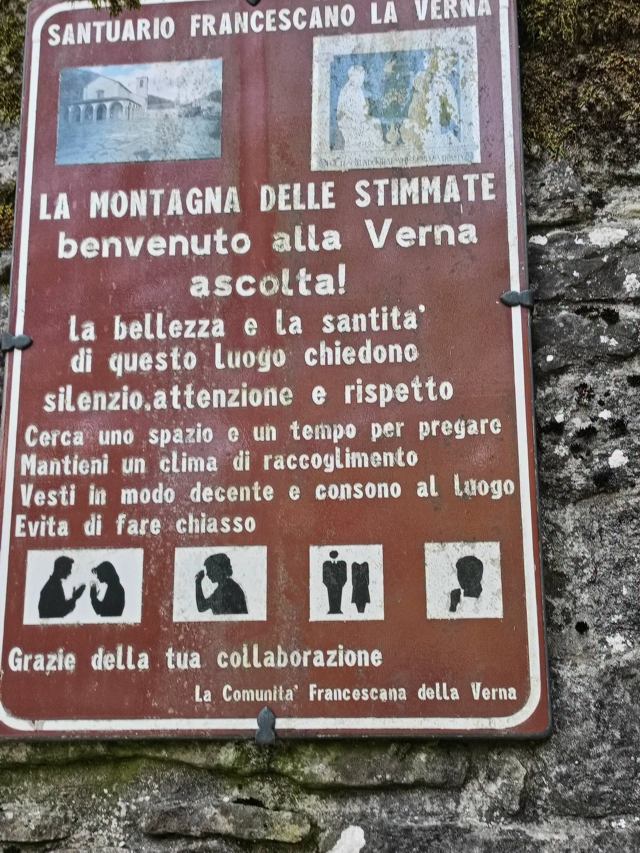 SANTUARIO FRANCESCANO LA VERNA
LA MONTAGNA DELLE STIMMATE
benvenuto alla Verna
ascolta!
la bellezza e la santita'
di questo luogo chiedono
silenzio,attenzione e rispetto
Cerca uno spazio e un tempo per pregare
Mantieni un clima di raccoglimento
Vesti in modo decente e consono al luogo
Evita di fare chiasso
Grazie della tua collaborazione
La Comunita' Francescana della Verna